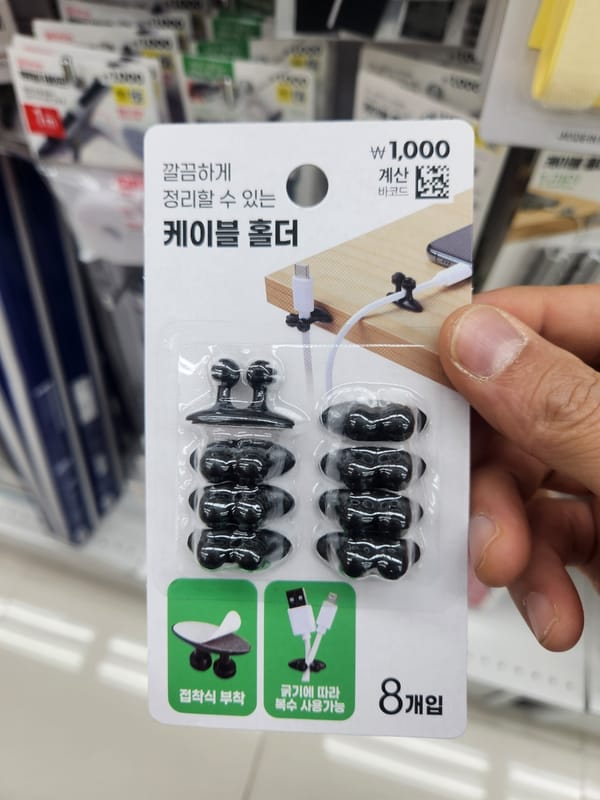 깔끔하게
정리할 수 있는
케이블 홀더
₩1,000
계산
바코드
접착식 부착
굵기에 따라
복수 사용가능
8개입